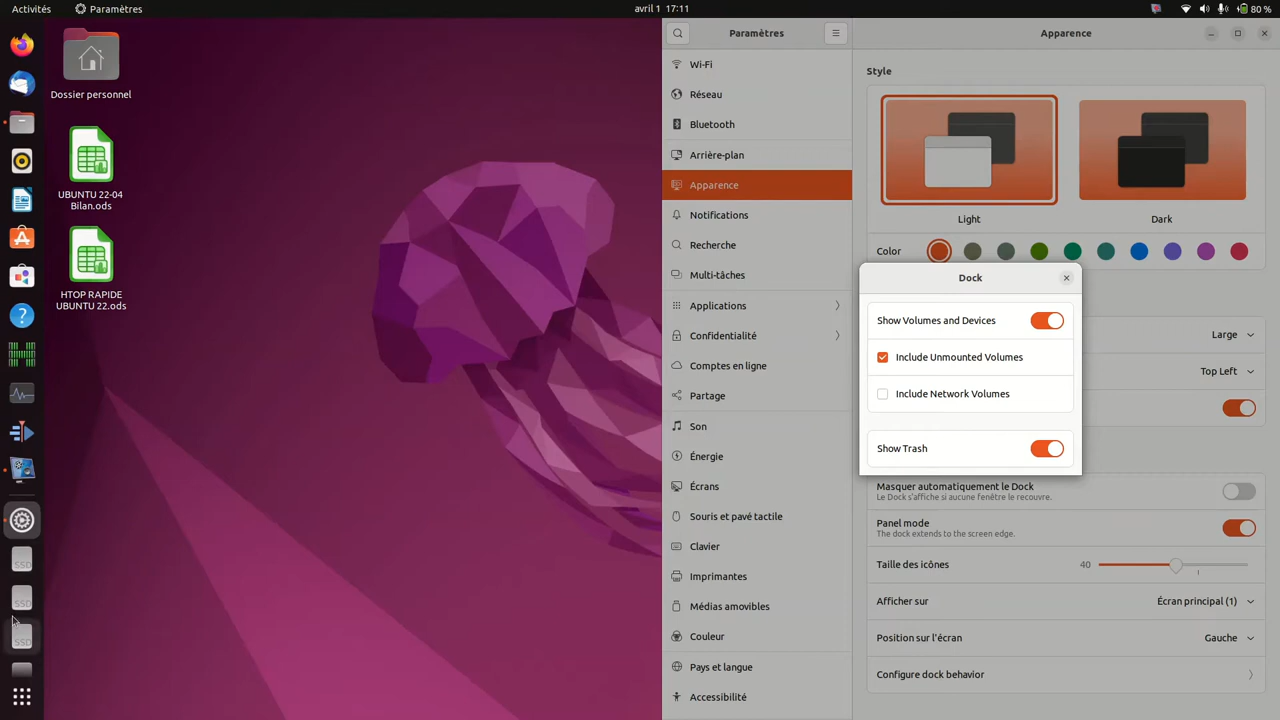 Activités
Paramètres
avril 1 17:11
80 %
Dossier personnel
UBUNTU 22-04
Bilan.ods
HTOP RAPIDE
UBUNTU 22.ods
SSD
SSD
SSD
Paramètres
Wi-Fi
Réseau
Bluetooth
Arrière-plan
Apparence
Notifications
Recherche
Multi-tâches
Applications
Confidentialité
Comptes en ligne
Partage
Son
Énergie
Écrans
Souris et pavé tactile
Clavier
Imprimantes
Médias amovibles
Couleur
Pays et langue
Accessibilité
Apparence
Style
Light
Dark
Color
Large
Top Left
Dock
Show Volumes and Devices
Include Unmounted Volumes
Include Network Volumes
Show Trash
Masquer automatiquement le Dock
Le Dock s'affiche si aucune fenêtre le recouvre.
Panel mode
The dock extends to the screen edge.
Taille des icônes 40
Afficher sur Écran principal (1)
Position sur l'écran Gauche
Configure dock behavior